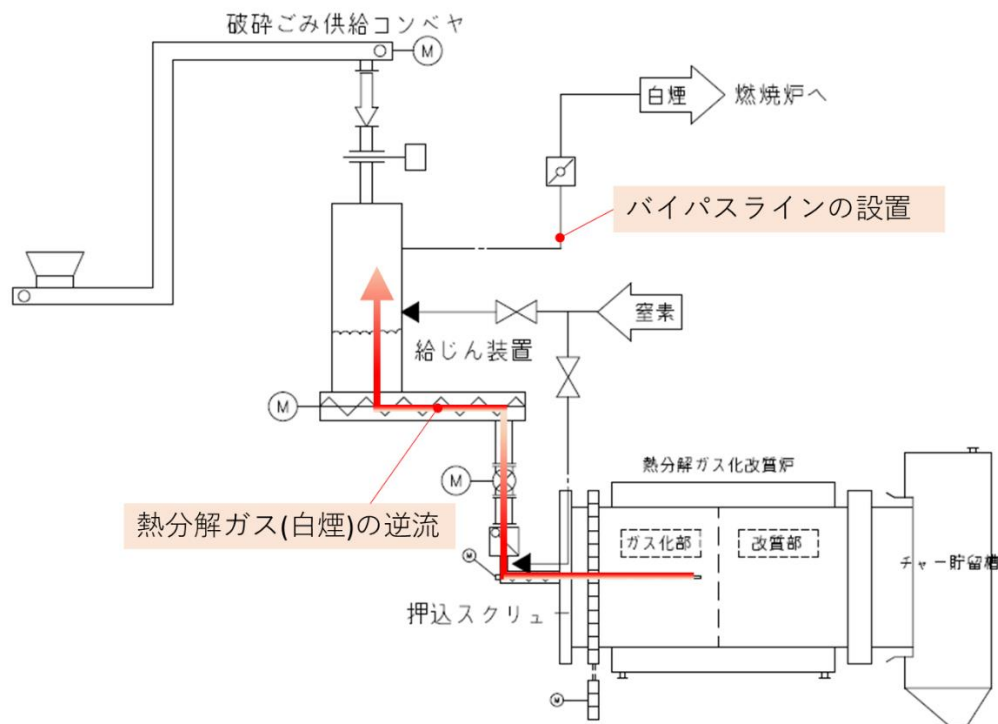 破砕ごみ供給コンベヤ
M
白煙
燃焼炉へ
バイパスラインの設置
窒素
給じん装置
M
熱分解ガス化改質炉
M
熱分解ガス(白煙)の逆流
ガス化部
改質部
M
チャー貯留槽
押込スクリュ
M